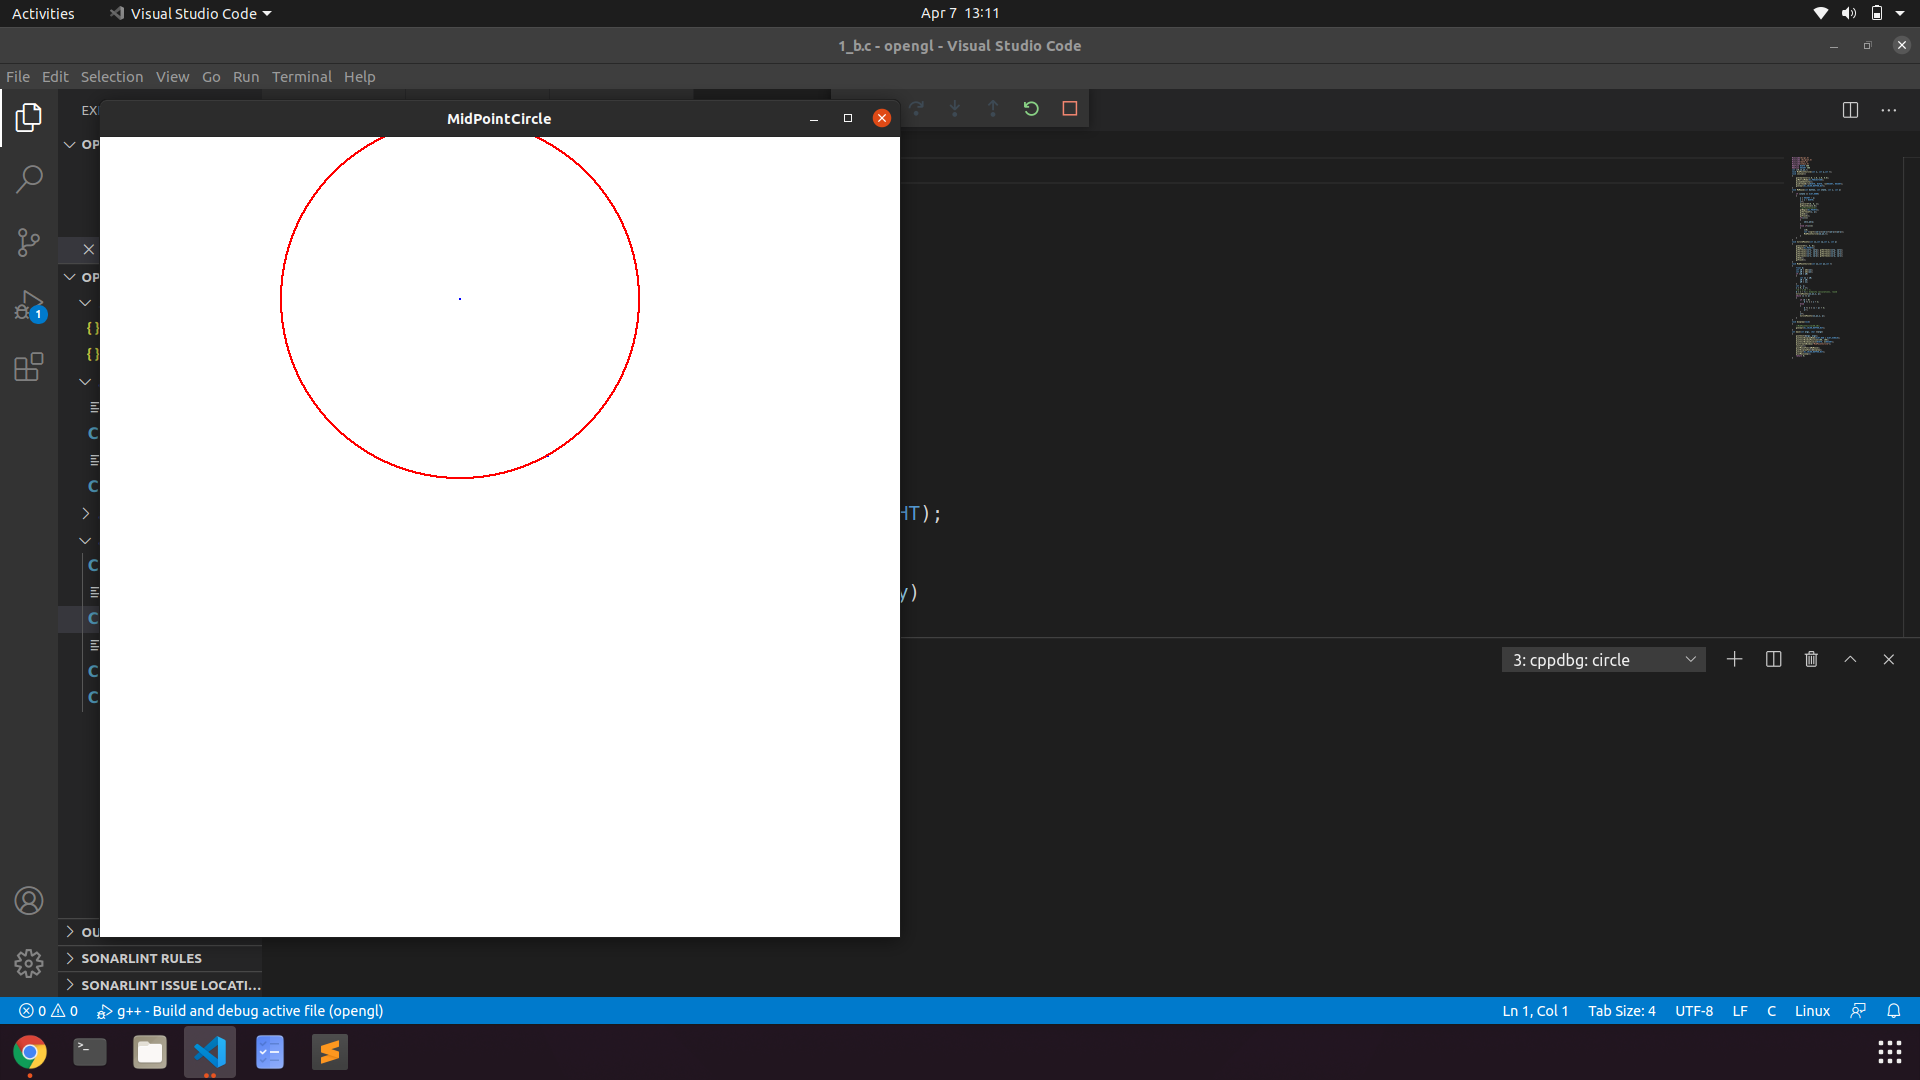 Activities
Visual Studio Code
Apr 7 13:11
1_b.c - opengl - Visual Studio Code
File Edit Selection View Go Run Terminal Help
EX
MidPointCircle
OP
OP
1
{}
{}
C
C
HT);
C
y)
C
C
C
3: cppdbg: circle
OU
SONARLINT RULES
SONARLINT ISSUE LOCATI...
0 0 g++ - Build and debug active file (opengl)
Ln 1, Col 1 Tab Size: 4 UTF-8 LF C Linux